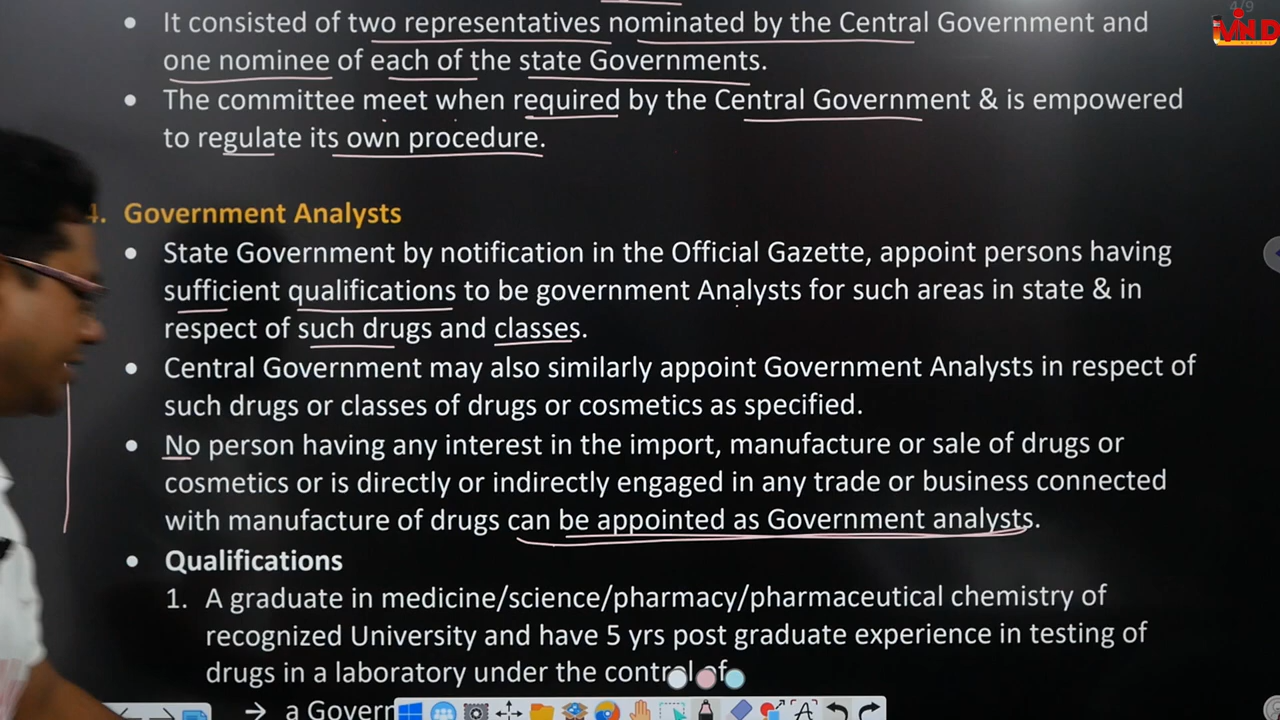 4/9
MIND
• It consisted of two representatives nominated by the Central Government and
one nominee of each of the state Governments.
• The committee meet when required by the Central Government & is empowered
to regulate its own procedure.
4. Government Analysts
• State Government by notification in the Official Gazette, appoint persons having
sufficient qualifications to be government Analysts for such areas in state & in
respect of such drugs and classes.
• Central Government may also similarly appoint Government Analysts in respect of
such drugs or classes of drugs or cosmetics as specified.
• No person having any interest in the import, manufacture or sale of drugs or
cosmetics or is directly or indirectly engaged in any trade or business connected
with manufacture of drugs can be appointed as Government analysts.
• Qualifications
1. A graduate in medicine/science/pharmacy/pharmaceutical chemistry of
recognized University and have 5 yrs post graduate experience in testing of
drugs in a laboratory under the control of
→ a Govern